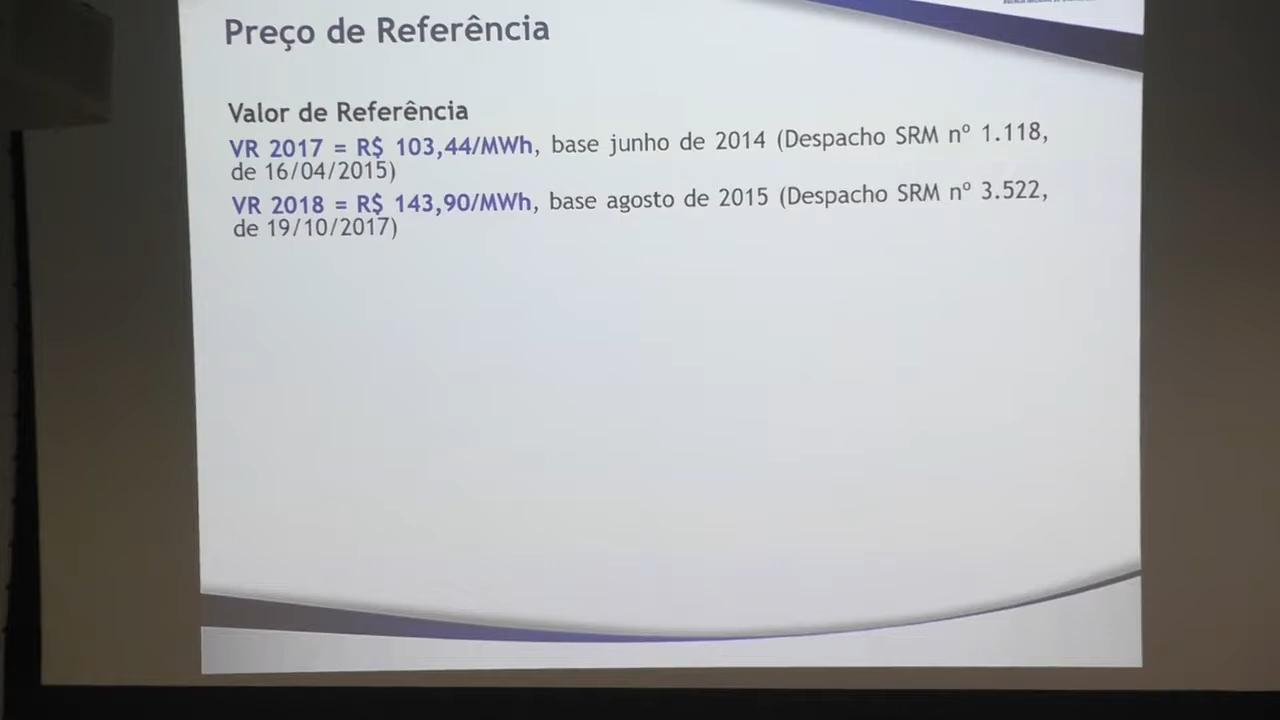 Preço de Referência
Valor de Referência
VR 2017 = R$ 103,44/MWh, base junho de 2014 (Despacho SRM nº 1.118,
de 16/04/2015)
VR 2018 = R$ 143,90/MWh, base agosto de 2015 (Despacho SRM nº 3.522,
de 19/10/2017)